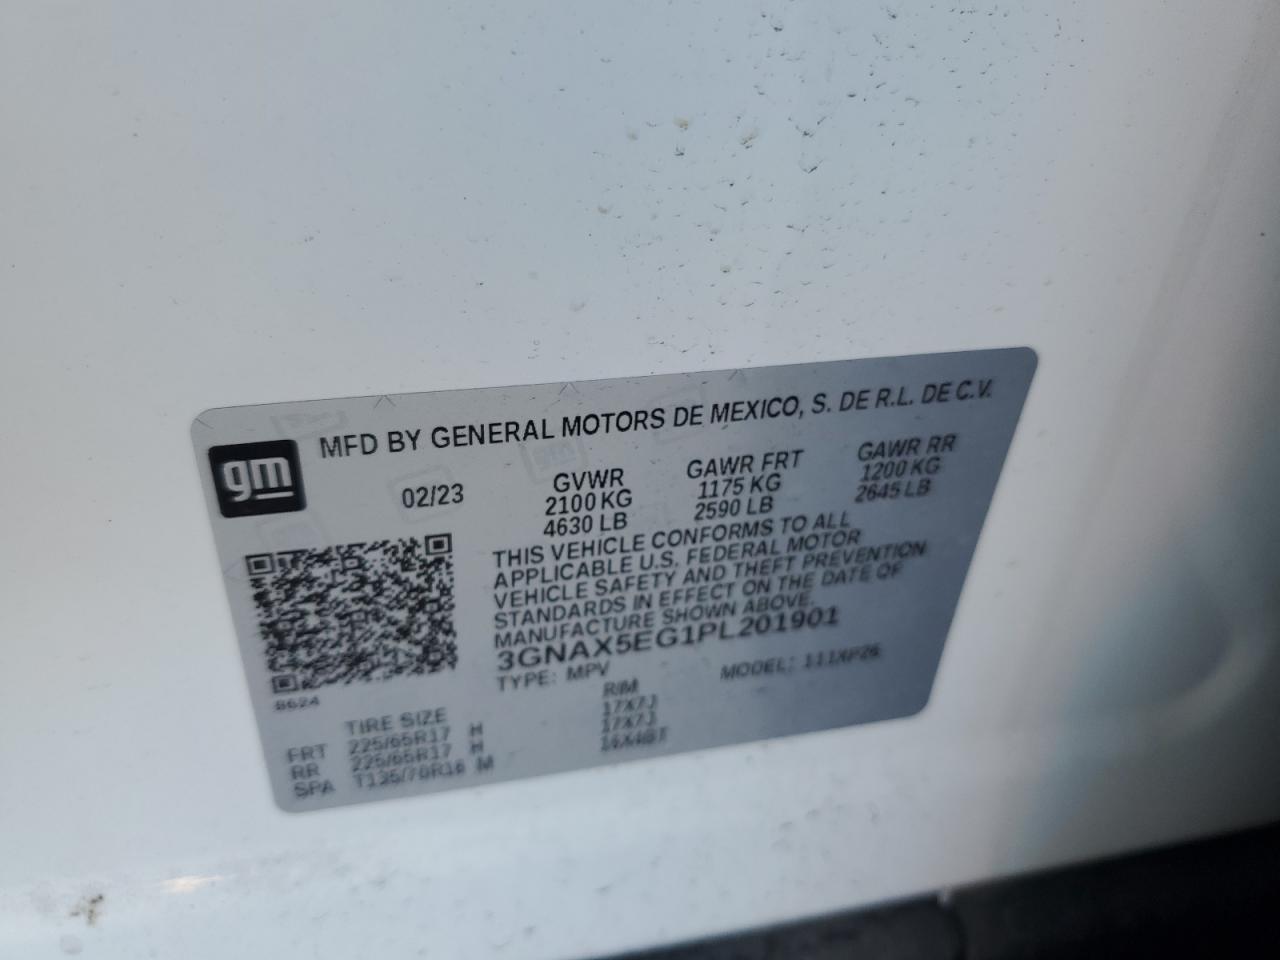 gm
MFD BY GENERAL MOTORS DE MEXICO, S. DE R.L. DE C.V.
02/23 GVWR GAWR FRT GAWR RR
2100 KG 1175 KG 1200 KG
4630 LB 2590 LB 2645 LB
THIS VEHICLE CONFORMS TO ALL
APPLICABLE U.S. FEDERAL MOTOR
VEHICLE SAFETY AND THEFT PREVENTION
STANDARDS IN EFFECT ON THE DATE OF
MANUFACTURE SHOWN ABOVE.
3GNAX5EG1PL201901
TYPE: MPV MODEL: 111XP26
8624
TIRE SIZE RIM
FRT 225/65R17 H 17X7J
RR 225/65R17 H 17X7J
SPA T135/70R16 M 16X4BT